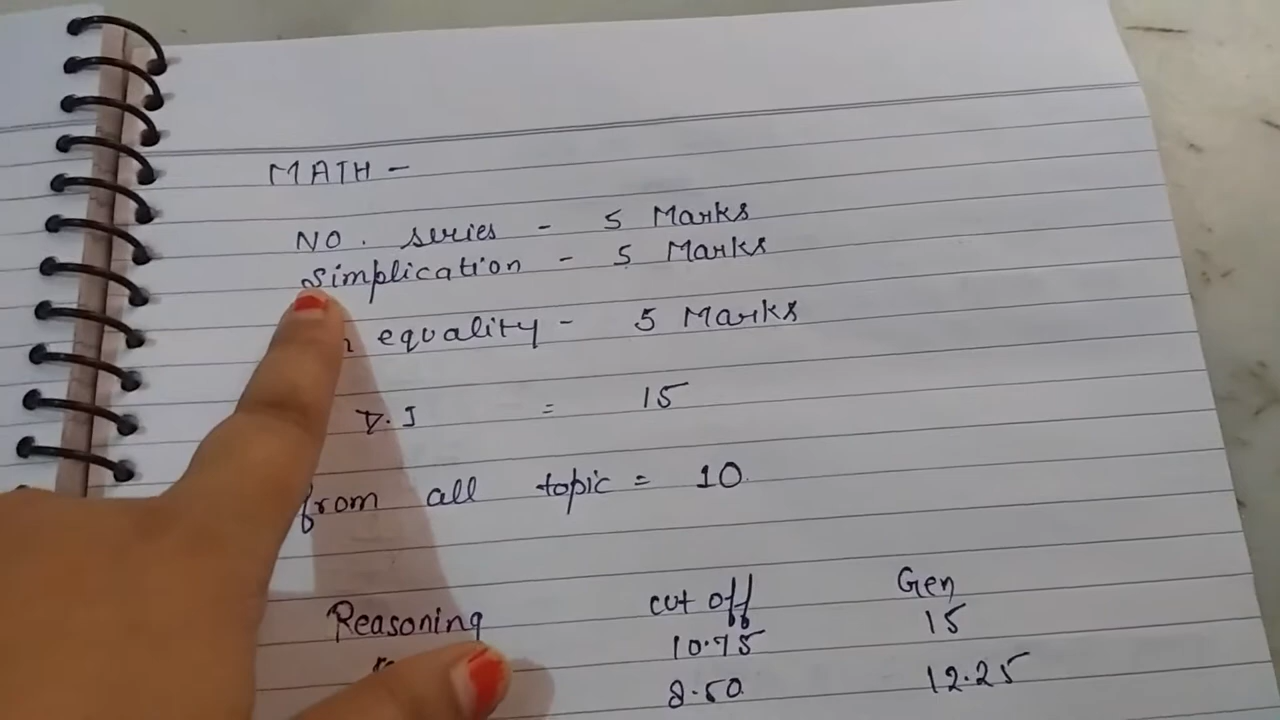 MATH -
NO. series - 5 Marks
Simplication - 5 Marks
equality - 5 Marks
D.I = 15
from all topic = 10
Reasoning cut off Gen
10.75 15
8.50 12.25